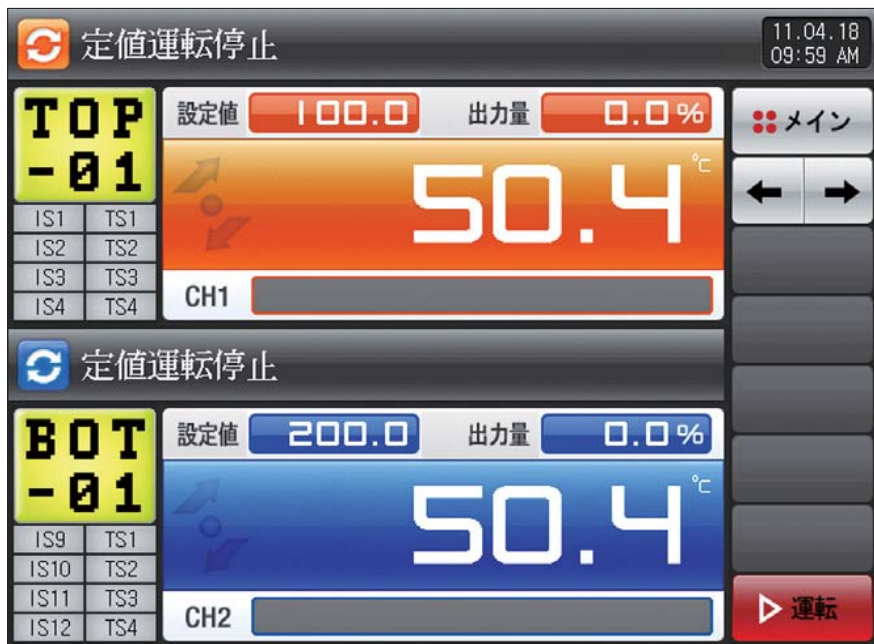 定値運転停止
11.04.18
09:59 AM
TOP
-01
設定値 100.0 出力量 0.0%
50.4 ℃
IS1 TS1
IS2 TS2
IS3 TS3
IS4 TS4
CH1
メイン
← →
定値運転停止
BOT
-01
設定値 200.0 出力量 0.0%
50.4 ℃
IS9 TS1
IS10 TS2
IS11 TS3
IS12 TS4
CH2
運転